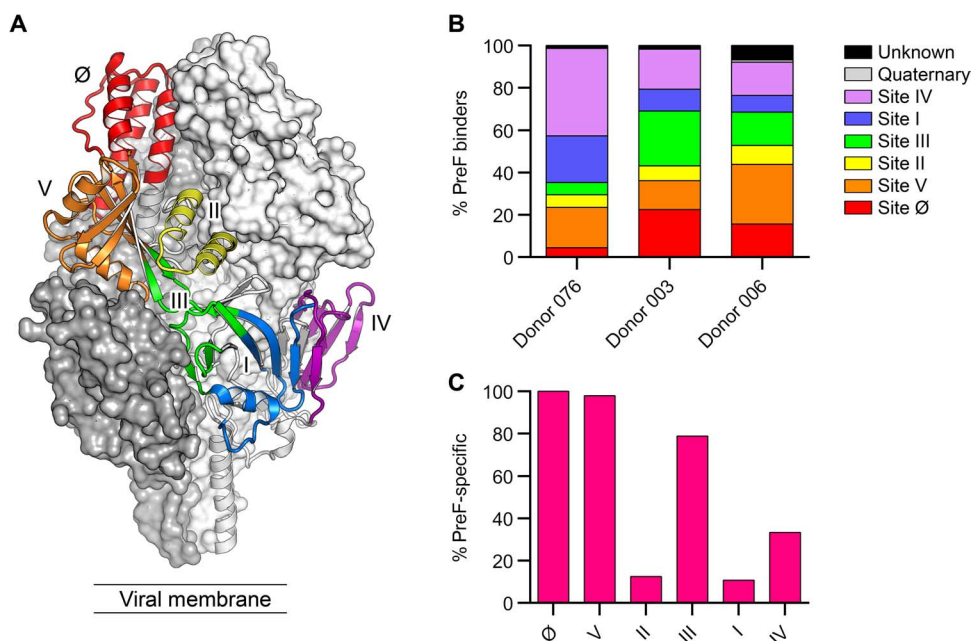 A
Ø
V
II
III
IV
I
Viral membrane
B
% PreF binders
100
80
60
40
20
0
Donor 076
Donor 003
Donor 006
Unknown
Quaternary
Site IV
Site I
Site III
Site II
Site V
Site Ø
C
% PreF-specific
100
80
60
40
20
0
Ø
V
II
III
I
IV